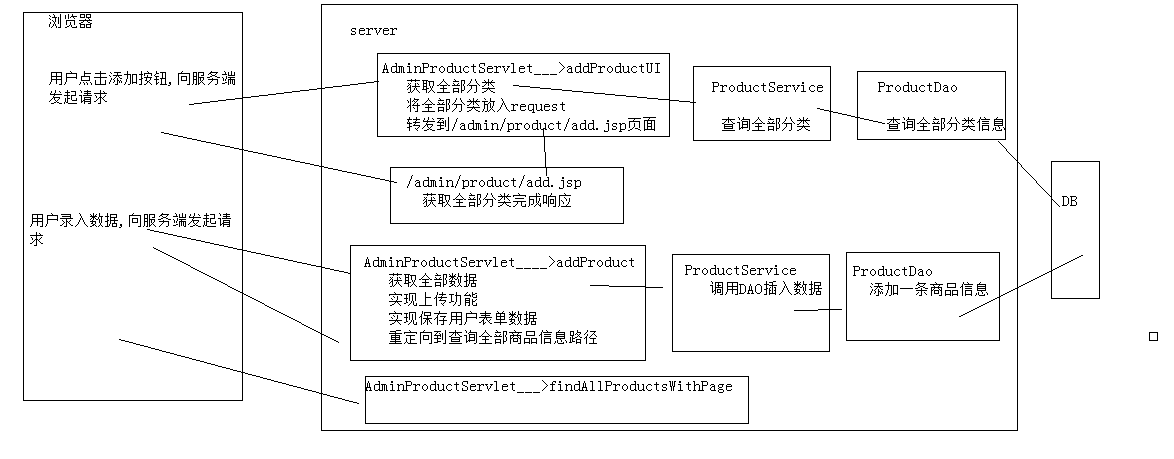 浏览器
用户点击添加按钮,向服务端
发起请求
用户录入数据,向服务端发起请
求
server
AdminProductServlet___>addProductUI
获取全部分类
将全部分类放入request
转发到/admin/product/add.jsp页面
ProductService
查询全部分类
ProductDao
查询全部分类信息
/admin/product/add.jsp
获取全部分类完成响应
DB
AdminProductServlet____>addProduct
获取全部数据
实现上传功能
实现保存用户表单数据
重定向到查询全部商品信息路径
ProductService
调用DAO插入数据
ProductDao
添加一条商品信息
AdminProductServlet___>findAllProductsWithPage